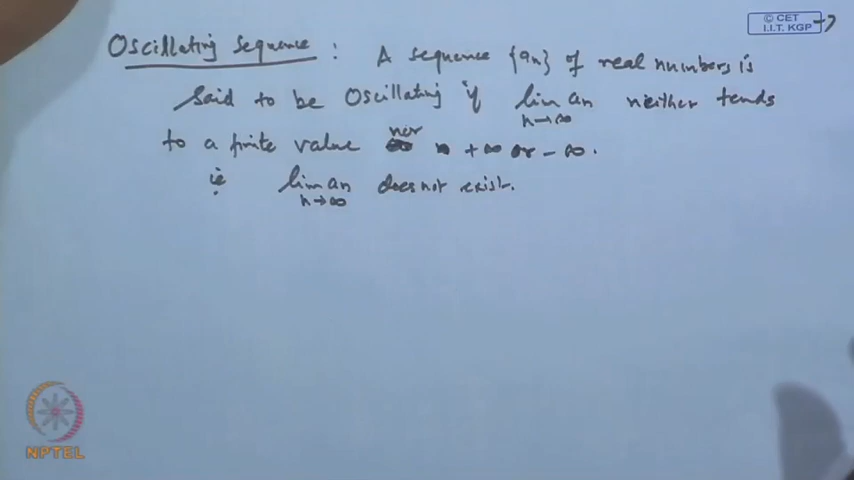 © CET
I.I.T. KGP
Oscillating Sequence : A sequence {an} of real numbers is
Said to be Oscillating if lim an neither tends
n→∞
to a finite value nor +∞ or -∞.
ie lim an does not exist.
n→∞
NPTEL